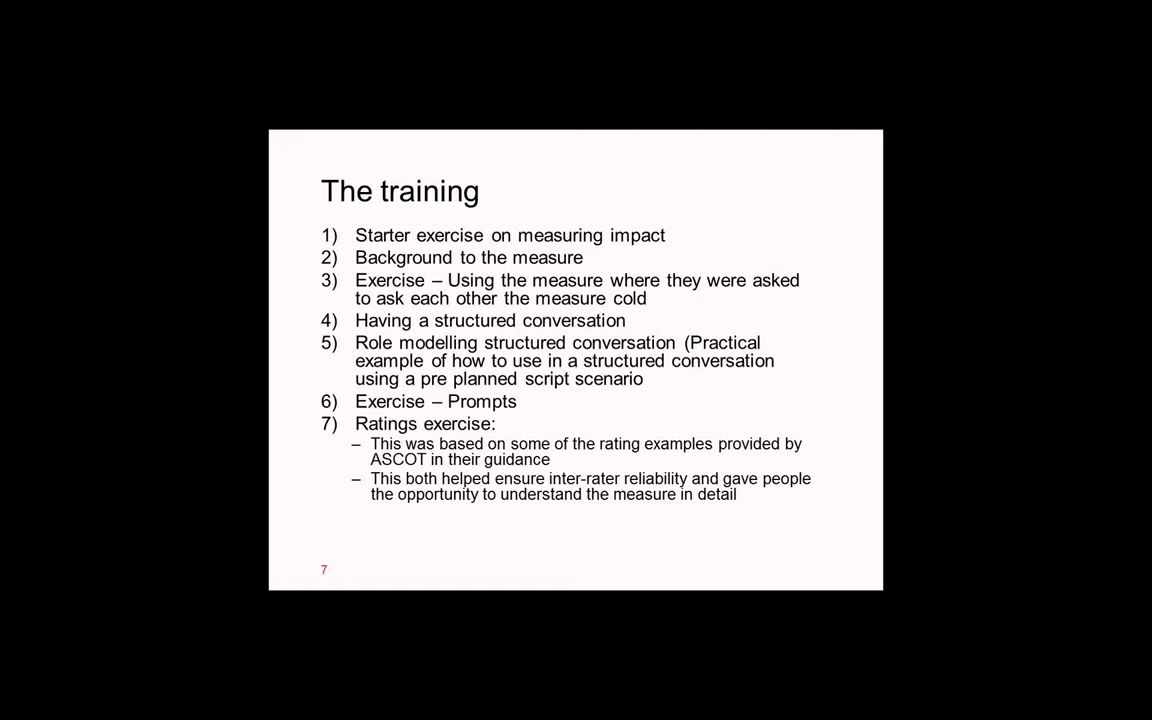 The training
1) Starter exercise on measuring impact
2) Background to the measure
3) Exercise – Using the measure where they were asked
to ask each other the measure cold
4) Having a structured conversation
5) Role modelling structured conversation (Practical
example of how to use in a structured conversation
using a pre planned script scenario
6) Exercise – Prompts
7) Ratings exercise:
– This was based on some of the rating examples provided by
ASCOT in their guidance
– This both helped ensure inter-rater reliability and gave people
the opportunity to understand the measure in detail
7